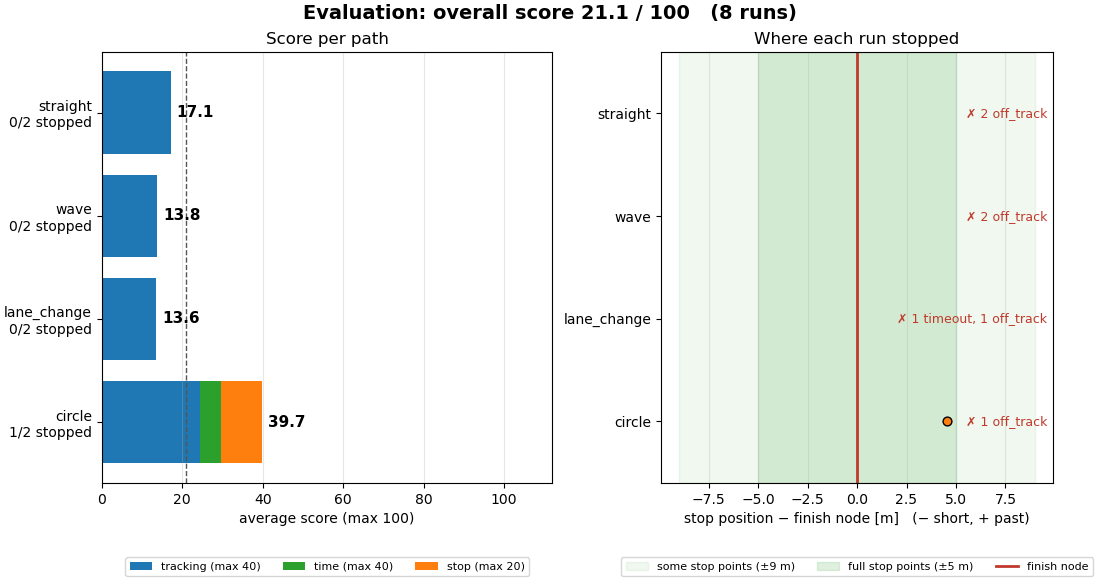 Evaluation: overall score 21.1 / 100   (8 runs)
Score per path
straight
0/2 stopped
17.1
wave
0/2 stopped
13.8
lane_change
0/2 stopped
13.6
circle
1/2 stopped
39.7
0 20 40 60 80 100
average score (max 100)
tracking (max 40) time (max 40) stop (max 20)
Where each run stopped
straight ✗ 2 off_track
wave ✗ 2 off_track
lane_change ✗ 1 timeout, 1 off_track
circle ✗ 1 off_track
−7.5 −5.0 −2.5 0.0 2.5 5.0 7.5
stop position − finish node [m]   (− short, + past)
some stop points (±9 m) full stop points (±5 m) finish node